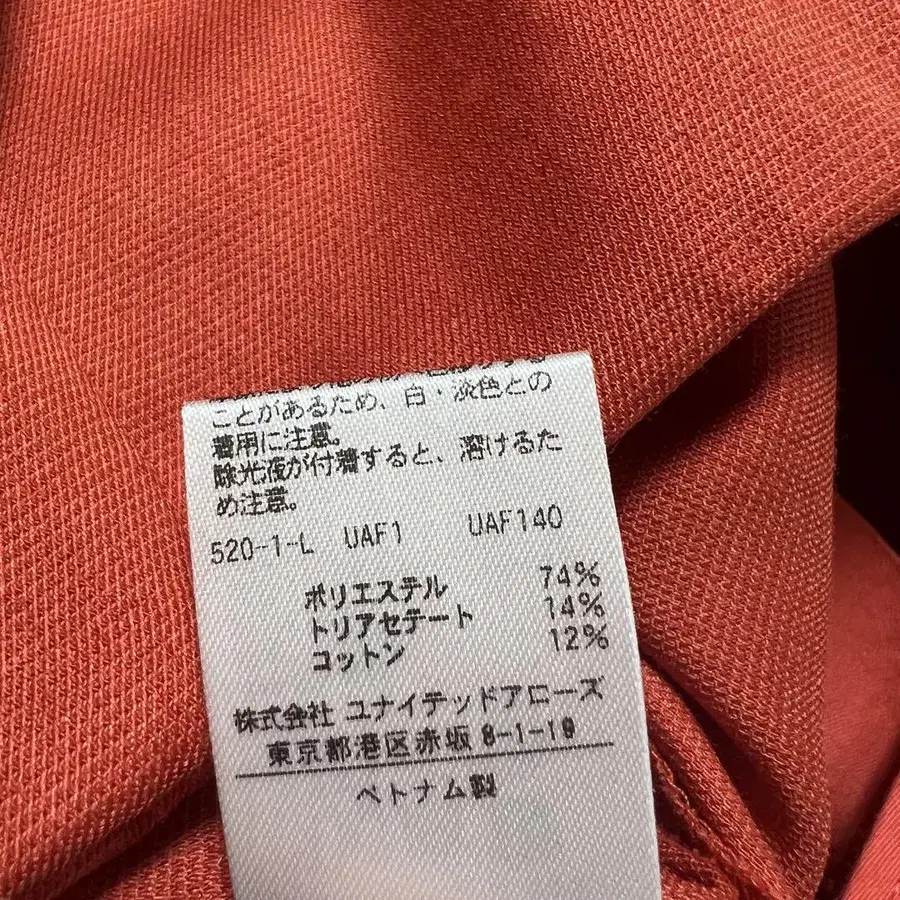 ことがあるため、白・淡色との
着用に注意。
除光液が付着すると、溶けるた
め注意。
520-1-L UAF1 UAF140
ポリエステル 74%
トリアセテート 14%
コットン 12%
株式会社 ユナイテッドアローズ
東京都港区赤坂 8-1-19
ベトナム製